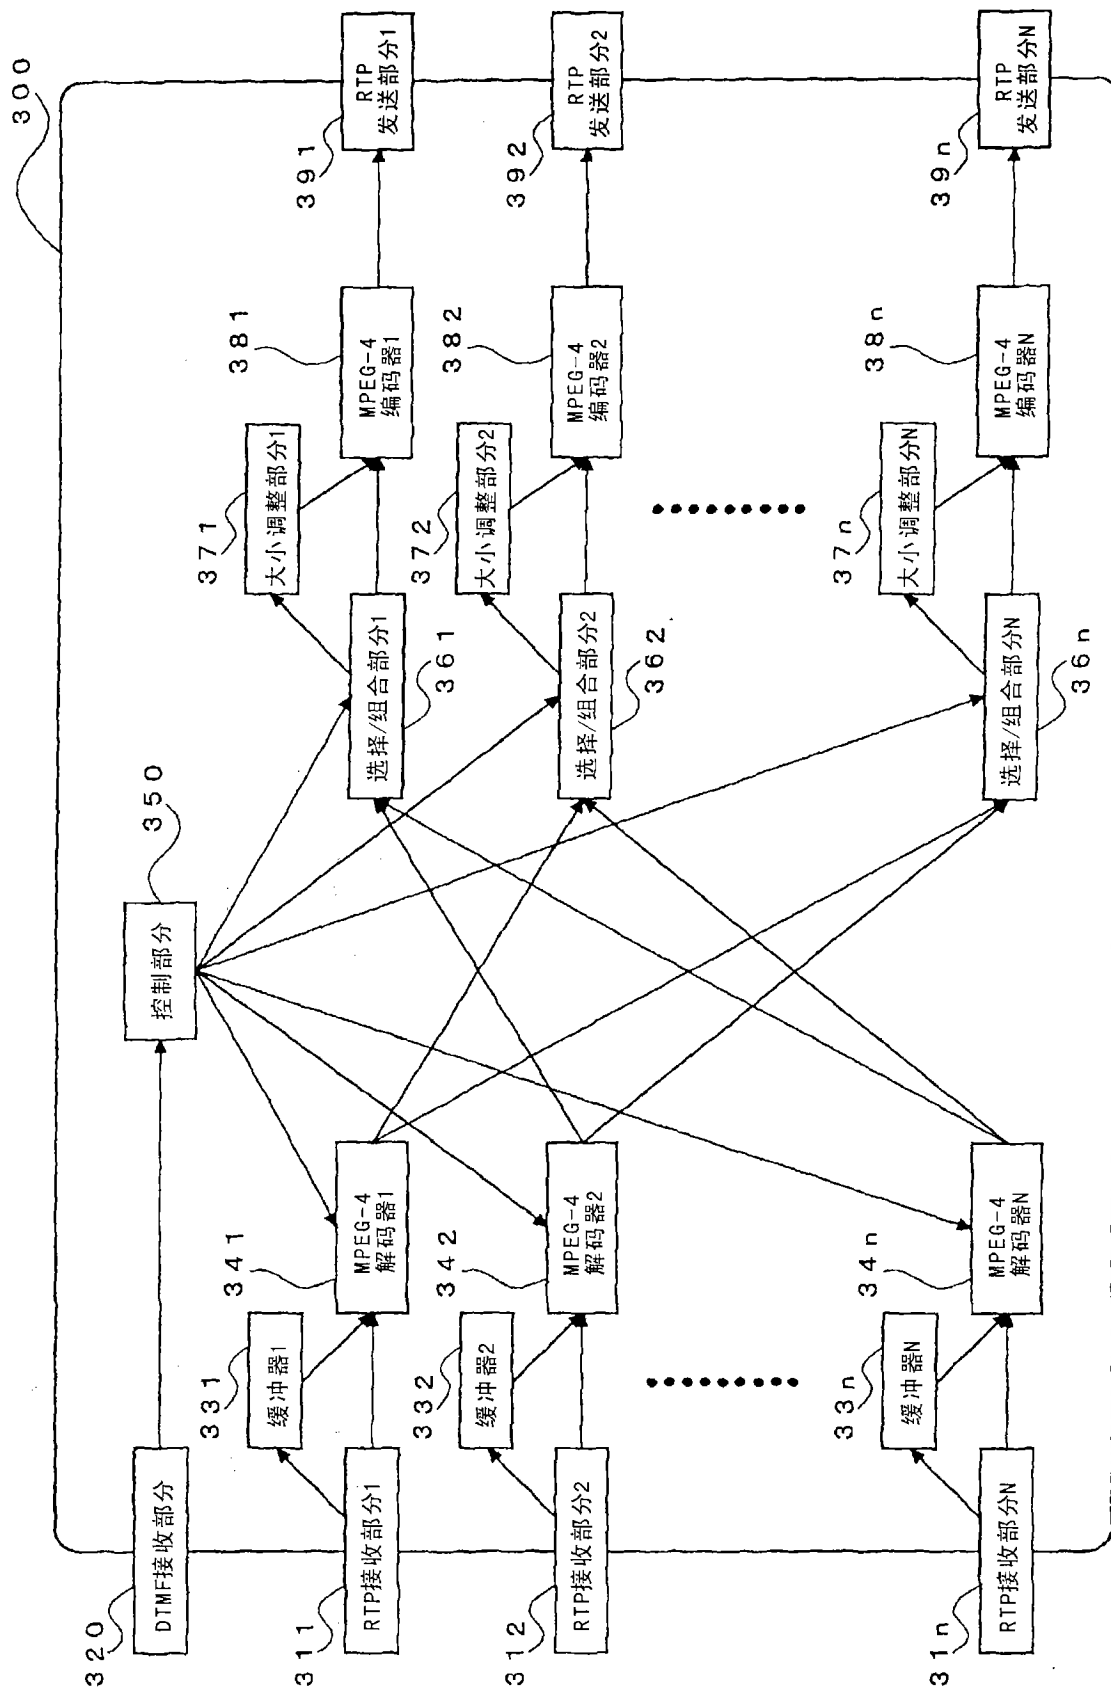 300
320
DTMF接收部分
350
控制部分
311
RTP接收部分1
331
缓冲器1
341
MPEG-4
解码器1
361
选择/组合部分1
371
大小调整部分1
381
MPEG-4
编码器1
391
RTP
发送部分1
312
RTP接收部分2
332
缓冲器2
342
MPEG-4
解码器2
362
选择/组合部分2
372
大小调整部分2
382
MPEG-4
编码器2
392
RTP
发送部分2
31n
RTP接收部分N
33n
缓冲器N
34n
MPEG-4
解码器N
36n
选择/组合部分N
37n
大小调整部分N
38n
MPEG-4
编码器N
39n
RTP
发送部分N